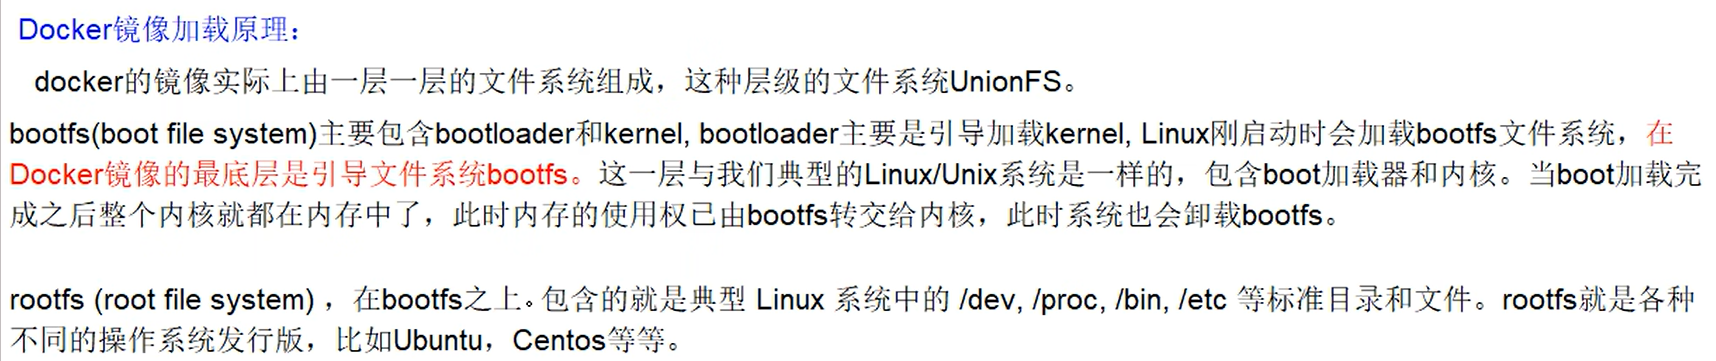 Docker镜像加载原理：
docker的镜像实际上由一层一层的文件系统组成，这种层级的文件系统UnionFS。
bootfs(boot file system)主要包含bootloader和kernel, bootloader主要是引导加载kernel, Linux刚启动时会加载bootfs文件系统，在
Docker镜像的最底层是引导文件系统bootfs。这一层与我们典型的Linux/Unix系统是一样的，包含boot加载器和内核。当boot加载完
成之后整个内核就都在内存中了，此时内存的使用权已由bootfs转交给内核，此时系统也会卸载bootfs。
rootfs (root file system) ，在bootfs之上。包含的就是典型 Linux 系统中的 /dev, /proc, /bin, /etc 等标准目录和文件。rootfs就是各种
不同的操作系统发行版，比如Ubuntu，Centos等等。